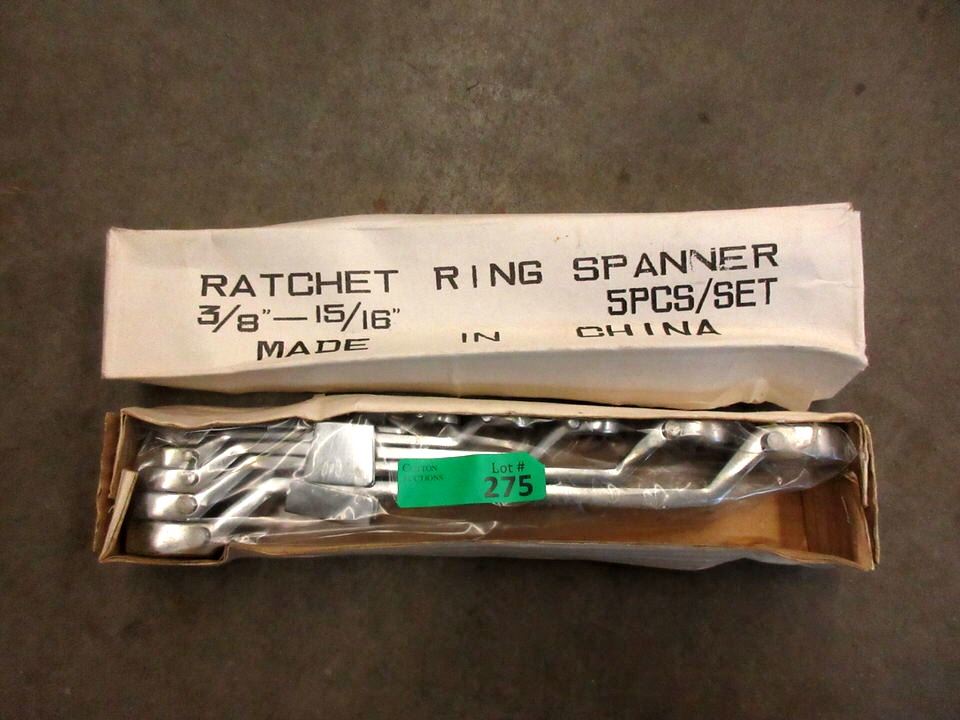 RATCHET RING SPANNER
3/8"—15/16" 5PCS/SET
MADE IN CHINA
Lot #
275